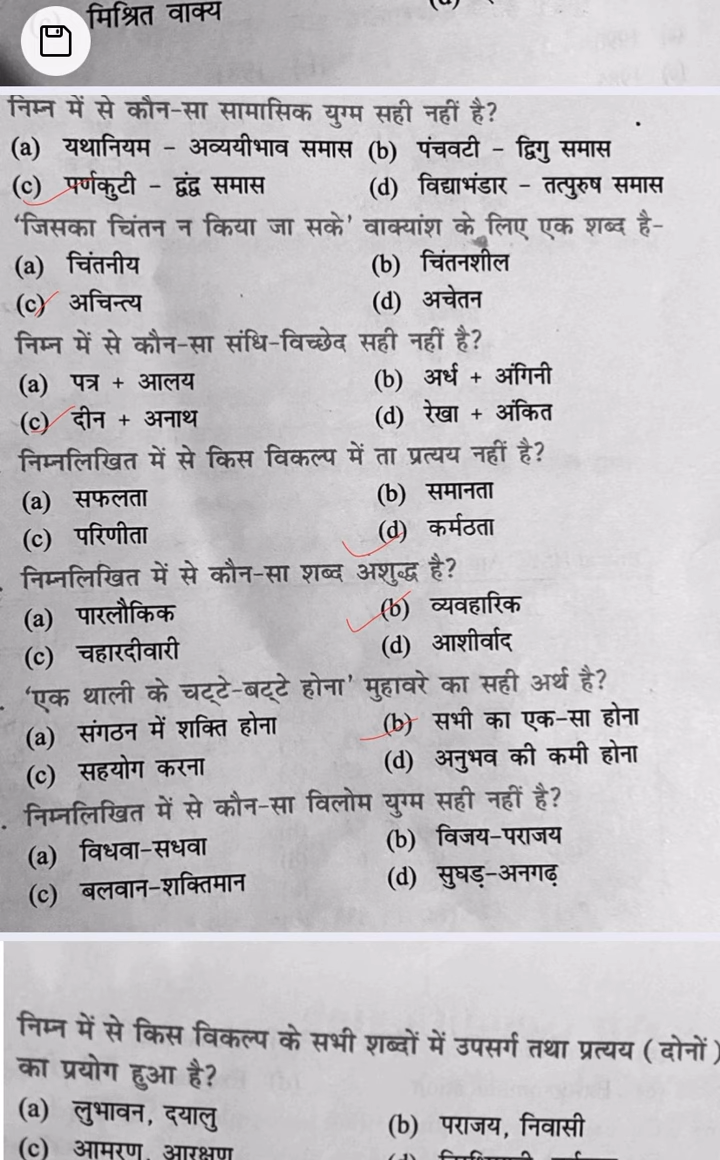 मिश्रित वाक्य
निम्न में से कौन-सा सामासिक युग्म सही नहीं है?
(a) यथानियम - अव्ययीभाव समास (b) पंचवटी - द्विगु समास
(c) पर्णकुटी - द्वंद्व समास (d) विद्याभंडार - तत्पुरुष समास
'जिसका चिंतन न किया जा सके' वाक्यांश के लिए एक शब्द है-
(a) चिंतनीय (b) चिंतनशील
(c) अचिन्त्य (d) अचेतन
निम्न में से कौन-सा संधि-विच्छेद सही नहीं है?
(a) पत्र + आलय (b) अर्ध + अंगिनी
(c) दीन + अनाथ (d) रेखा + अंकित
निम्नलिखित में से किस विकल्प में ता प्रत्यय नहीं है?
(a) सफलता (b) समानता
(c) परिणीता (d) कर्मठता
निम्नलिखित में से कौन-सा शब्द अशुद्ध है?
(a) पारलौकिक (b) व्यवहारिक
(c) चहारदीवारी (d) आशीर्वाद
'एक थाली के चट्टे-बट्टे होना' मुहावरे का सही अर्थ है?
(a) संगठन में शक्ति होना (b) सभी का एक-सा होना
(c) सहयोग करना (d) अनुभव की कमी होना
निम्नलिखित में से कौन-सा विलोम युग्म सही नहीं है?
(a) विधवा-सधवा (b) विजय-पराजय
(c) बलवान-शक्तिमान (d) सुघड़-अनगढ़
निम्न में से किस विकल्प के सभी शब्दों में उपसर्ग तथा प्रत्यय (दोनों)
का प्रयोग हुआ है?
(a) लुभावन, दयालु (b) पराजय, निवासी
(c) आमरण, आरक्षण